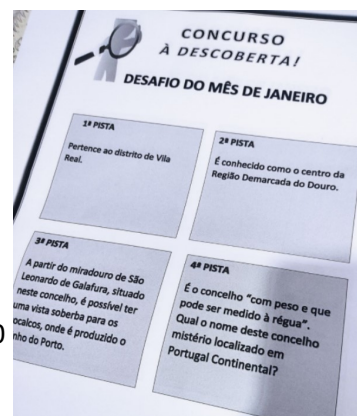 CONCURSO
À DESCOBERTA!
DESAFIO DO MÊS DE JANEIRO
1ª PISTA
Pertence ao distrito de Vila
Real.
2ª PISTA
É conhecido como o centro da
Região Demarcada do Douro.
3ª PISTA
A partir do miradouro de São
Leonardo de Galafura, situado
neste concelho, é possível ter
uma vista soberba para os
ocalcos, onde é produzido o
nho do Porto.
4ª PISTA
É o concelho "com peso e que
pode ser medido à régua".
Qual o nome deste concelho
mistério localizado em
Portugal Continental?